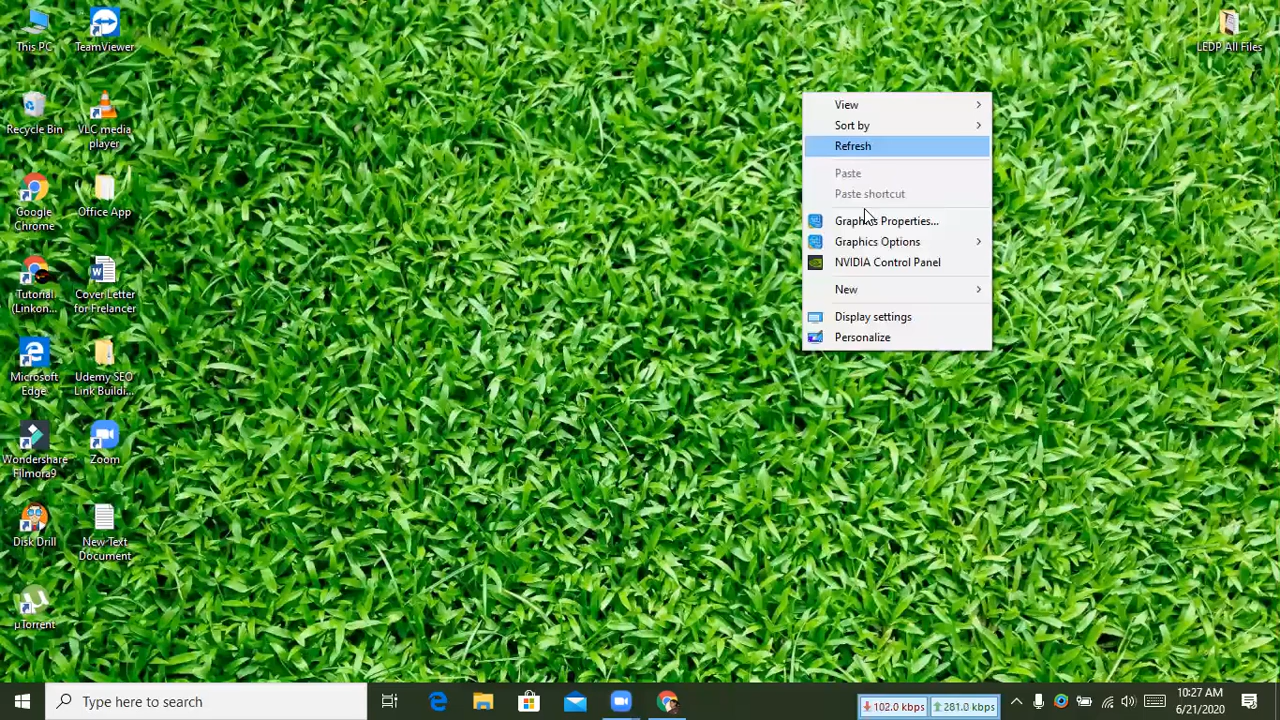 This PC
TeamViewer
LEDP All Files
Recycle Bin
VLC media
player
Google
Chrome
Office App
Tutorial
(Linkon...
Cover Letter
for Frelancer
Microsoft
Edge
Udemy SEO
Link Buildi...
Wondershare
Filmora9
Zoom
Disk Drill
New Text
Document
µTorrent
View
Sort by
Refresh
Paste
Paste shortcut
Graphics Properties...
Graphics Options
NVIDIA Control Panel
New
Display settings
Personalize
Type here to search
102.0 kbps
281.0 kbps
10:27 AM
6/21/2020